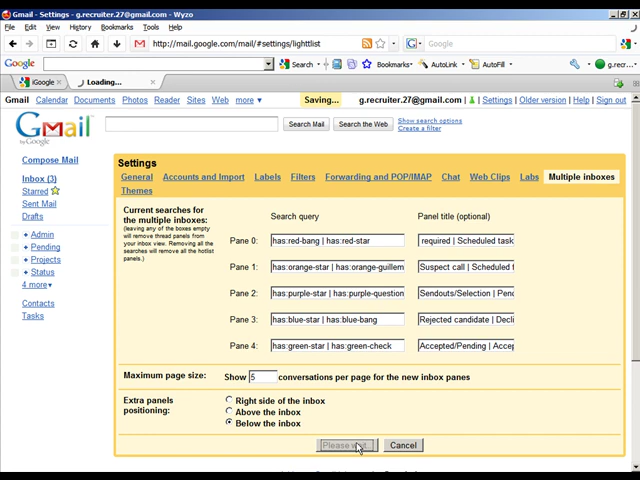 Gmail - Settings - g.recruiter.27@gmail.com - Wyzo
File Edit View History Bookmarks Tools Help
http://mail.google.com/mail/#settings/lighttlist
Google
Google Search Bookmarks AutoLink AutoFill g.recr...
iGoogle Loading...
Gmail Calendar Documents Photos Reader Sites Web more Saving... g.recruiter.27@gmail.com | Settings | Older version | Help | Sign out
Gmail by Google
Search Mail Search the Web Show search options
Create a filter
Compose Mail
Inbox (3)
Starred
Sent Mail
Drafts
Admin
Pending
Projects
Status
4 more
Contacts
Tasks
Settings
General Accounts and Import Labels Filters Forwarding and POP/IMAP Chat Web Clips Labs Multiple inboxes
Themes
Current searches for the multiple inboxes:
(leaving any of the boxes empty
will remove thread panels from
your inbox view. Removing all the
searches will remove all the hotlist
panels.)
Search query Panel title (optional)
Pane 0: has:red-bang | has:red-star required | Scheduled task
Pane 1: has:orange-star | has:orange-guillem Suspect call | Scheduled f
Pane 2: has:purple-star | has:purple-question Sendouts/Selection | Penc
Pane 3: has:blue-star | has:blue-bang Rejected candidate | Decli
Pane 4: has:green-star | has:green-check Accepted/Pending | Accep
Maximum page size: Show 5 conversations per page for the new inbox panes
Extra panels positioning:
Right side of the inbox
Above the inbox
Below the inbox
Please wait... Cancel